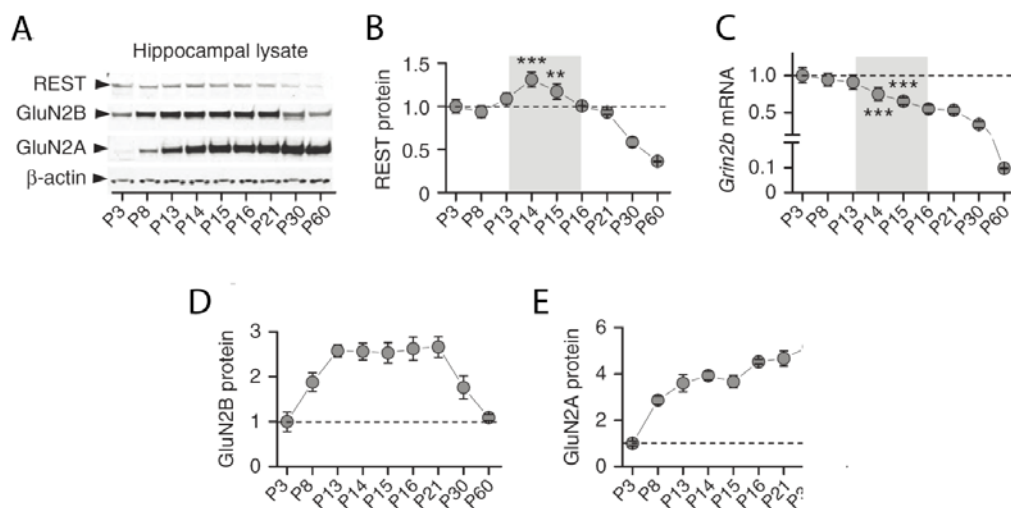 A
Hippocampal lysate
REST
GluN2B
GluN2A
β-actin
P3 P8 P13 P14 P15 P16 P21 P30 P60
B
REST protein
1.5
1.0
0.5
0
*** **
P3 P8 P13 P14 P15 P16 P21 P30 P60
C
Grin2b mRNA
1.0
0.5
0.1
0
***
***
P3 P8 P13 P14 P15 P16 P21 P30 P60
D
GluN2B protein
3
2
1
0
P3 P8 P13 P14 P15 P16 P21 P30 P60
E
GluN2A protein
6
4
2
0
P3 P8 P13 P14 P15 P16 P21